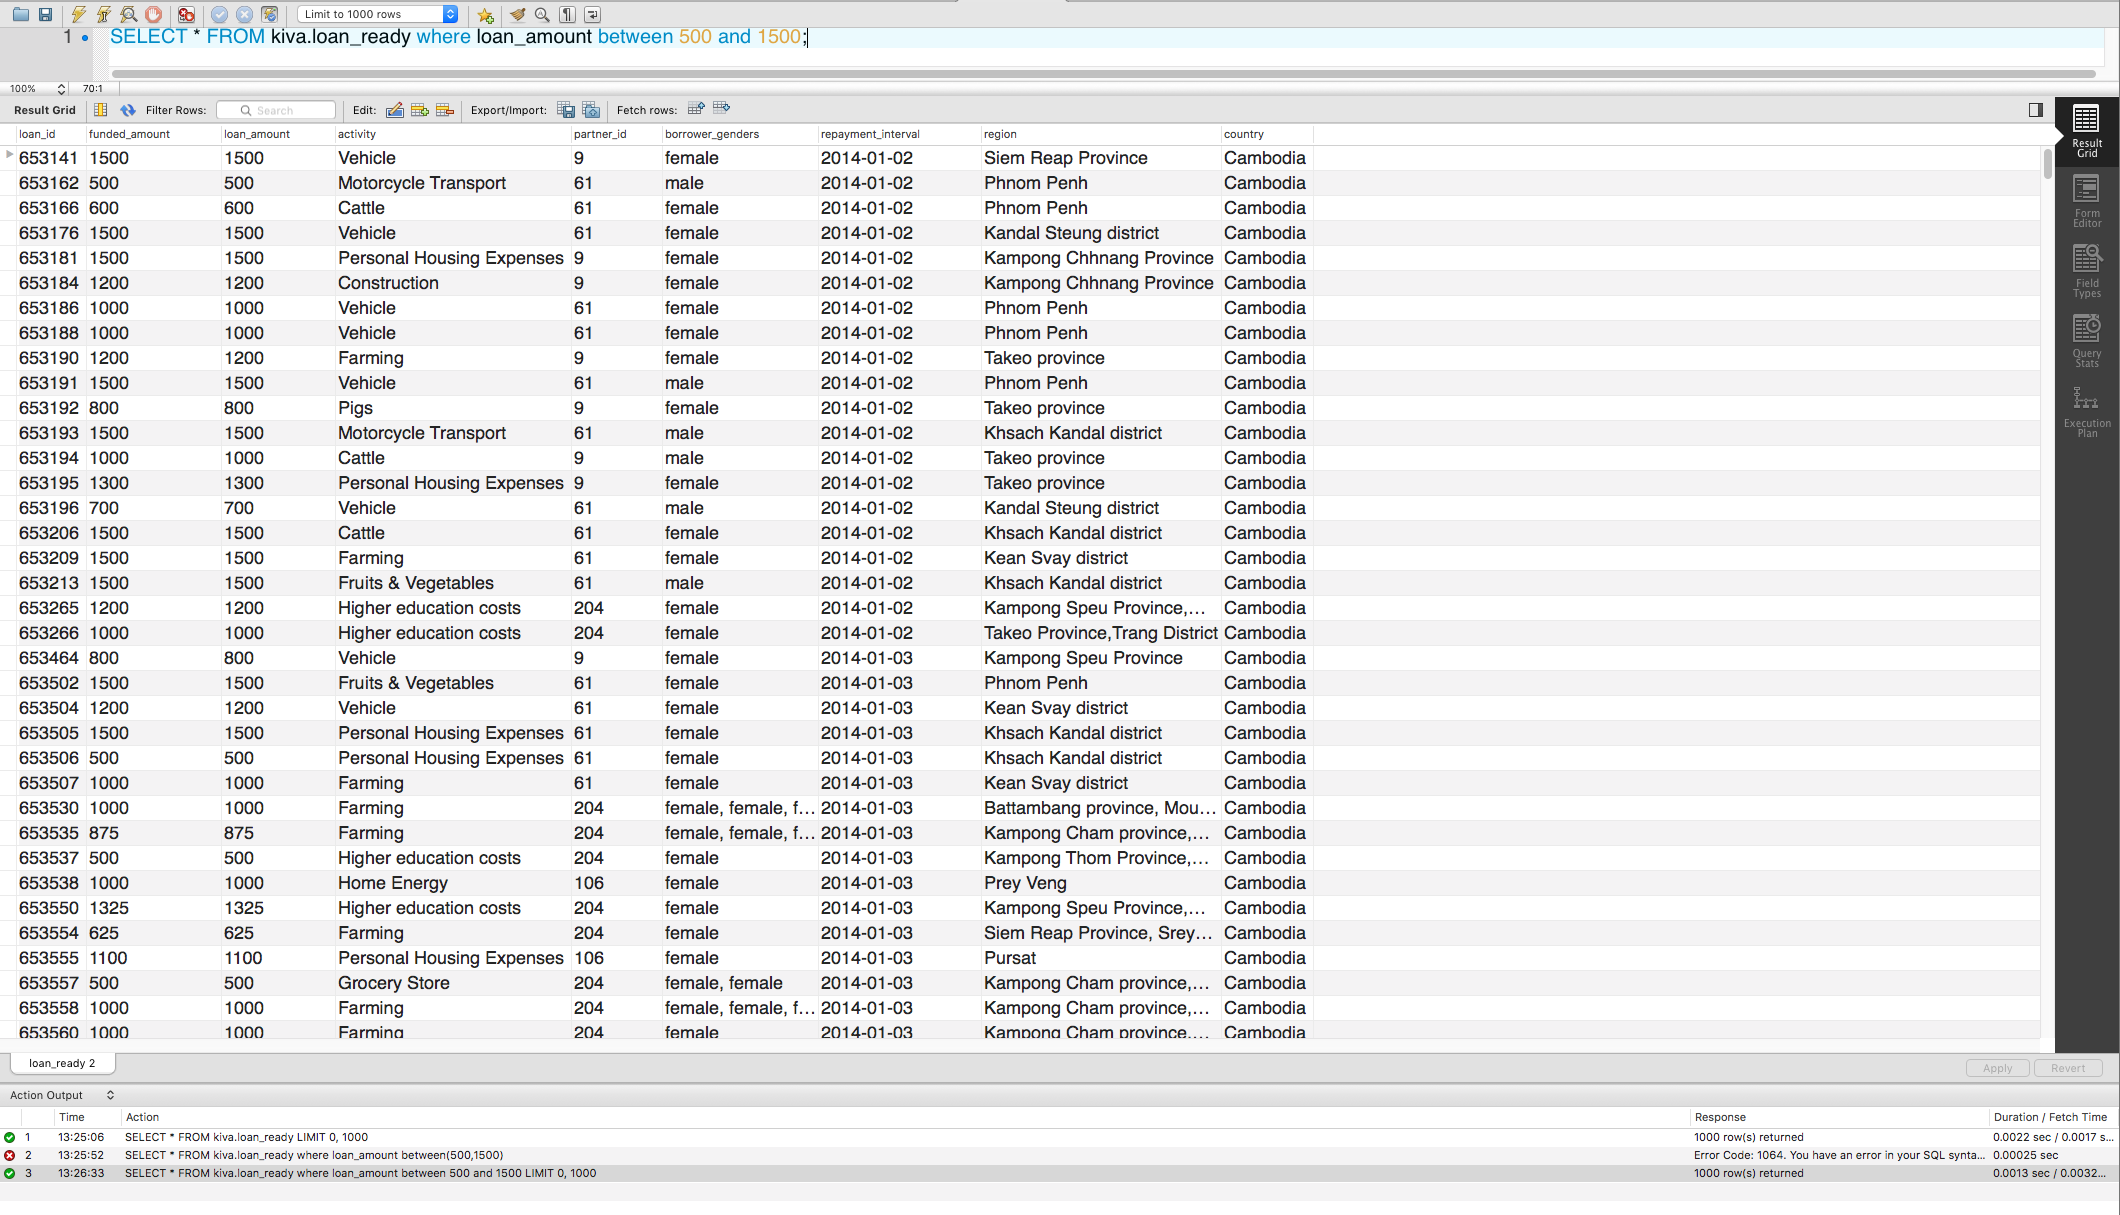 Limit to 1000 rows
1 SELECT * FROM kiva.loan_ready where loan_amount between 500 and 1500;
100% 70:1
Result Grid Filter Rows: Search Edit: Export/Import: Fetch rows:
loan_id funded_amount loan_amount activity partner_id borrower_genders repayment_interval region country
653141 1500 1500 Vehicle 9 female 2014-01-02 Siem Reap Province Cambodia
653162 500 500 Motorcycle Transport 61 male 2014-01-02 Phnom Penh Cambodia
653166 600 600 Cattle 61 female 2014-01-02 Phnom Penh Cambodia
653176 1500 1500 Vehicle 61 female 2014-01-02 Kandal Steung district Cambodia
653181 1500 1500 Personal Housing Expenses 9 female 2014-01-02 Kampong Chhnang Province Cambodia
653184 1200 1200 Construction 9 female 2014-01-02 Kampong Chhnang Province Cambodia
653186 1000 1000 Vehicle 61 female 2014-01-02 Phnom Penh Cambodia
653188 1000 1000 Vehicle 61 female 2014-01-02 Phnom Penh Cambodia
653190 1200 1200 Farming 9 female 2014-01-02 Takeo province Cambodia
653191 1500 1500 Vehicle 61 male 2014-01-02 Phnom Penh Cambodia
653192 800 800 Pigs 9 female 2014-01-02 Takeo province Cambodia
653193 1500 1500 Motorcycle Transport 61 male 2014-01-02 Khsach Kandal district Cambodia
653194 1000 1000 Cattle 9 male 2014-01-02 Takeo province Cambodia
653195 1300 1300 Personal Housing Expenses 9 female 2014-01-02 Takeo province Cambodia
653196 700 700 Vehicle 61 male 2014-01-02 Kandal Steung district Cambodia
653206 1500 1500 Cattle 61 female 2014-01-02 Khsach Kandal district Cambodia
653209 1500 1500 Farming 61 female 2014-01-02 Kean Svay district Cambodia
653213 1500 1500 Fruits & Vegetables 61 male 2014-01-02 Khsach Kandal district Cambodia
653265 1200 1200 Higher education costs 204 female 2014-01-02 Kampong Speu Province,... Cambodia
653266 1000 1000 Higher education costs 204 female 2014-01-02 Takeo Province,Trang District Cambodia
653464 800 800 Vehicle 9 female 2014-01-03 Kampong Speu Province Cambodia
653502 1500 1500 Fruits & Vegetables 61 female 2014-01-03 Phnom Penh Cambodia
653504 1200 1200 Vehicle 61 female 2014-01-03 Kean Svay district Cambodia
653505 1500 1500 Personal Housing Expenses 61 female 2014-01-03 Khsach Kandal district Cambodia
653506 500 500 Personal Housing Expenses 61 female 2014-01-03 Khsach Kandal district Cambodia
653507 1000 1000 Farming 61 female 2014-01-03 Kean Svay district Cambodia
653530 1000 1000 Farming 204 female, female, f... 2014-01-03 Battambang province, Mou... Cambodia
653535 875 875 Farming 204 female, female, f... 2014-01-03 Kampong Cham province,... Cambodia
653537 500 500 Higher education costs 204 female 2014-01-03 Kampong Thom Province,... Cambodia
653538 1000 1000 Home Energy 106 female 2014-01-03 Prey Veng Cambodia
653550 1325 1325 Higher education costs 204 female 2014-01-03 Kampong Speu Province,... Cambodia
653554 625 625 Farming 204 female 2014-01-03 Siem Reap Province, Srey... Cambodia
653555 1100 1100 Personal Housing Expenses 106 female 2014-01-03 Pursat Cambodia
653557 500 500 Grocery Store 204 female, female 2014-01-03 Kampong Cham province,... Cambodia
653558 1000 1000 Farming 204 female, female, f... 2014-01-03 Kampong Cham province,... Cambodia
653560 1000 1000 Farming 204 female 2014-01-03 Kampong Cham province,... Cambodia
Result
Grid
Form
Editor
Field
Types
Query
Stats
Execution
Plan
loan_ready 2
Apply Revert
Action Output
Time Action Response Duration / Fetch Time
1 13:25:06 SELECT * FROM kiva.loan_ready LIMIT 0, 1000 1000 row(s) returned 0.0022 sec / 0.0017 s...
2 13:25:52 SELECT * FROM kiva.loan_ready where loan_amount between(500,1500) Error Code: 1064. You have an error in your SQL synta... 0.00025 sec
3 13:26:33 SELECT * FROM kiva.loan_ready where loan_amount between 500 and 1500 LIMIT 0, 1000 1000 row(s) returned 0.0013 sec / 0.0032...